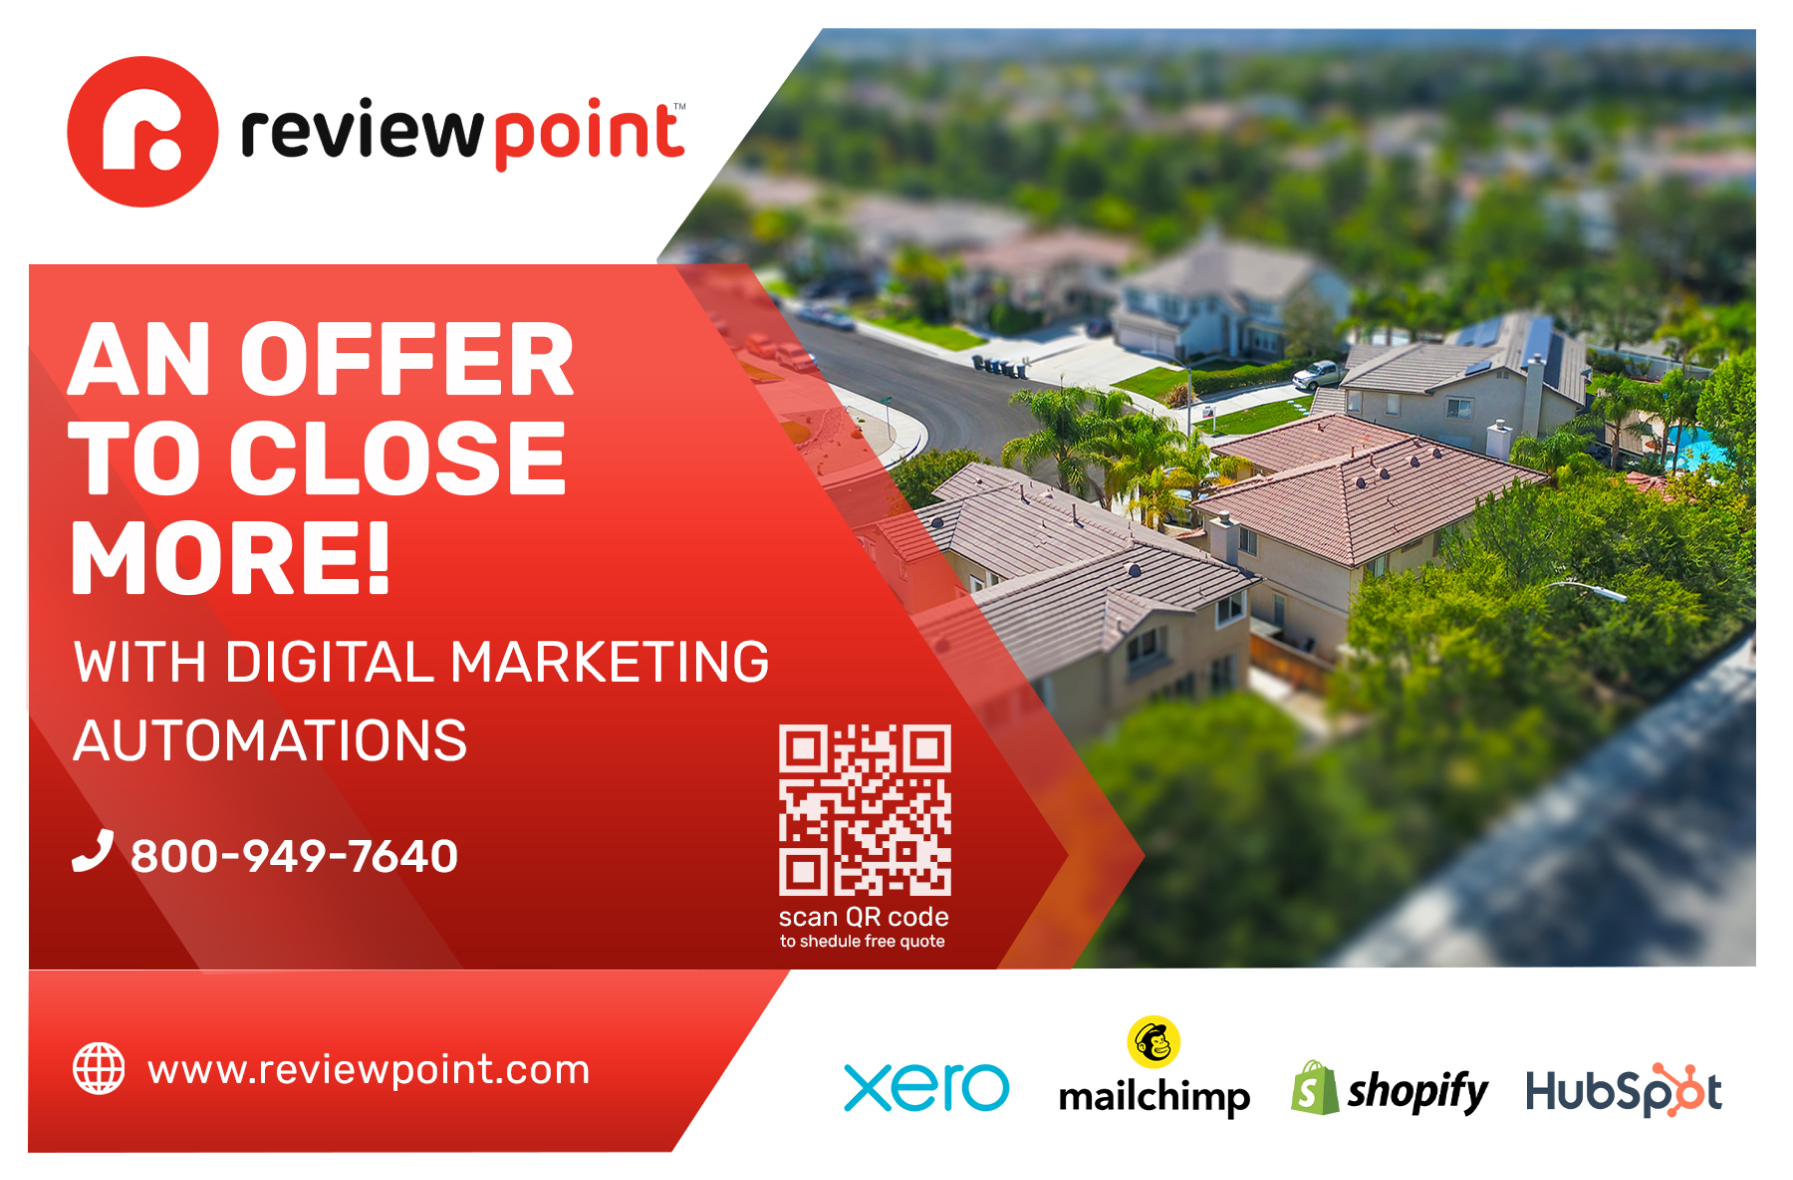 reviewpoint™
AN OFFER
TO CLOSE
MORE!
WITH DIGITAL MARKETING
AUTOMATIONS
800-949-7640
scan QR code
to shedule free quote
www.reviewpoint.com
xero
mailchimp
shopify
HubSpot